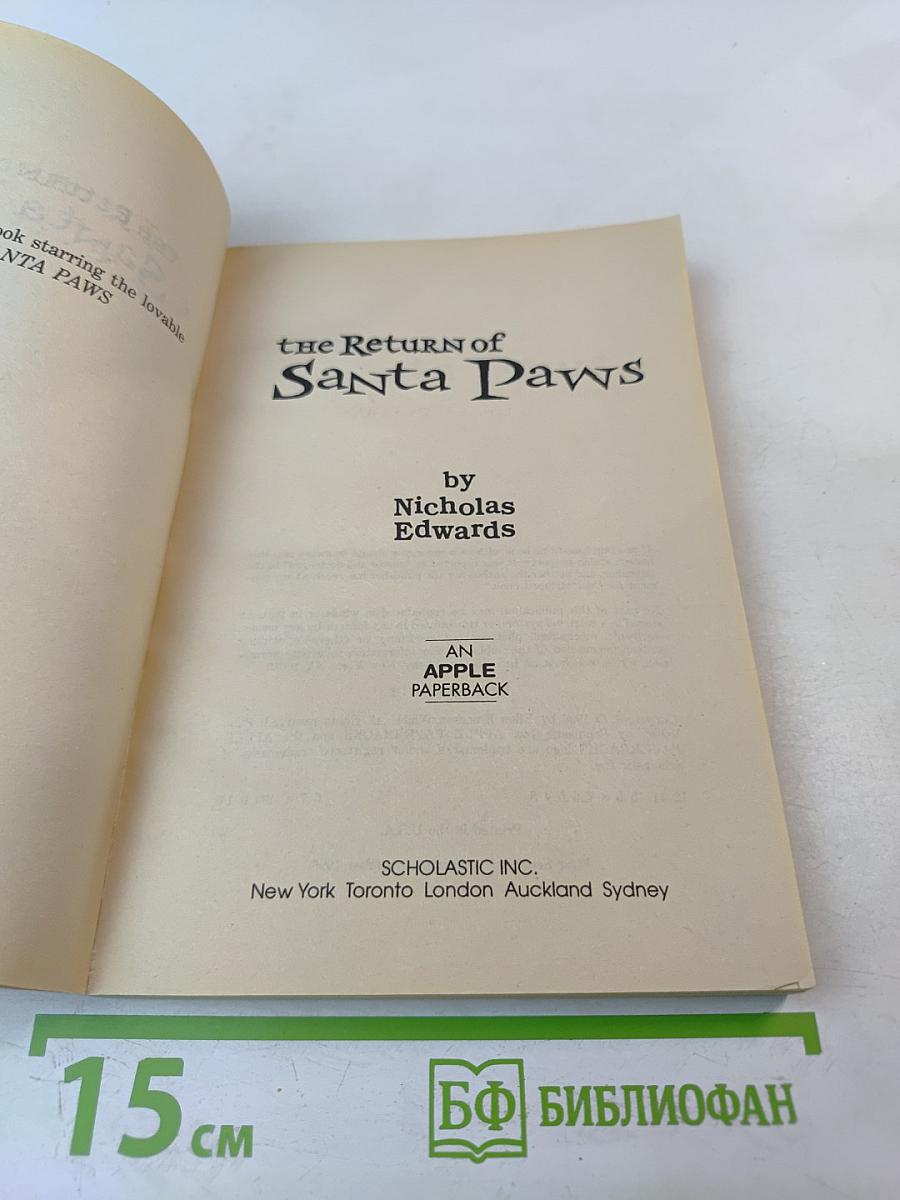 ook starring the lovable
NTA PAWS
the Return of
Santa Paws
by
Nicholas
Edwards
AN
APPLE
PAPERBACK
SCHOLASTIC INC.
New York Toronto London Auckland Sydney
15 см
БФ БИБЛИОФАН